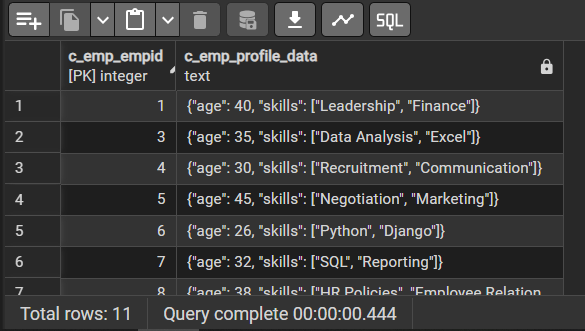 SQL
c_emp_empid c_emp_profile_data
[PK] integer text
1 1 {"age": 40, "skills": ["Leadership", "Finance"]}
2 3 {"age": 35, "skills": ["Data Analysis", "Excel"]}
3 4 {"age": 30, "skills": ["Recruitment", "Communication"]}
4 5 {"age": 45, "skills": ["Negotiation", "Marketing"]}
5 6 {"age": 26, "skills": ["Python", "Django"]}
6 7 {"age": 32, "skills": ["SQL", "Reporting"]}
7 8 {"age": 38, "skills": ["HR Policies", "Employee Relation
Total rows: 11 Query complete 00:00:00.444